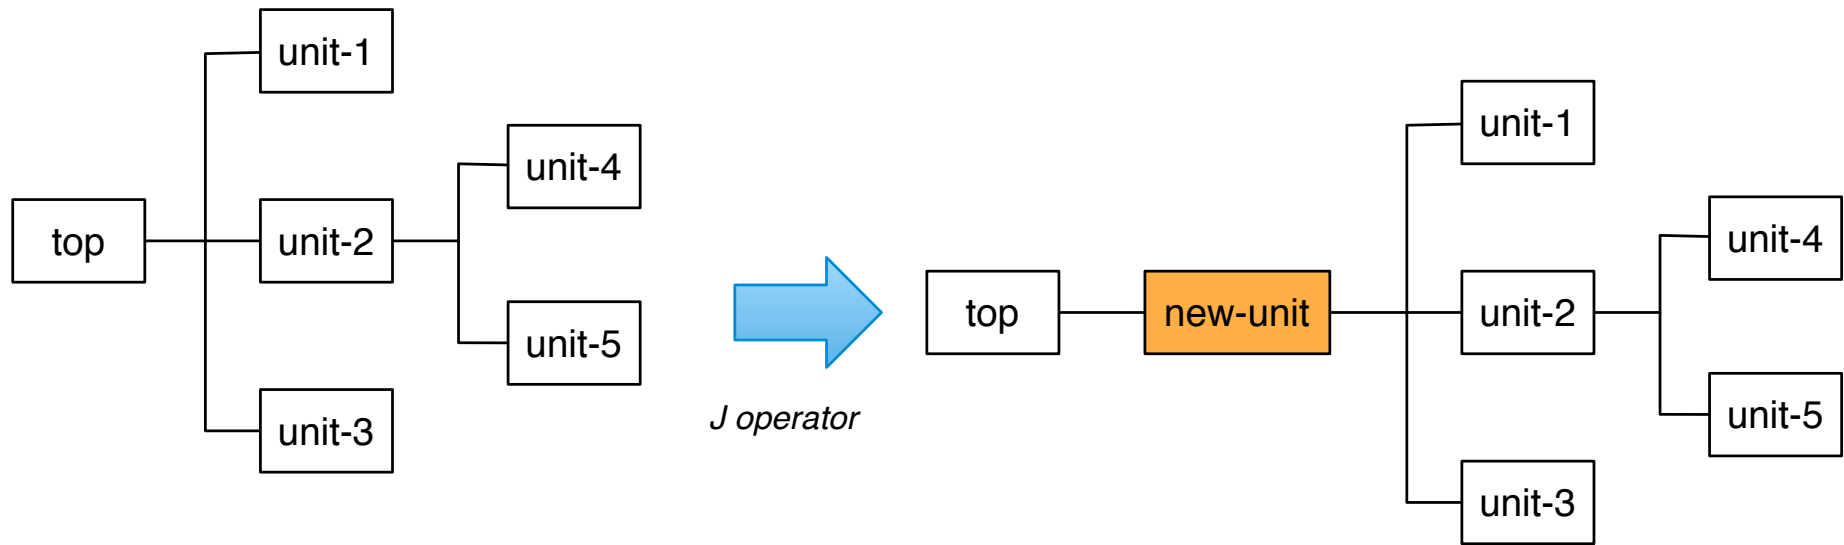 unit-1
unit-4
top
unit-2
unit-5
unit-3
J operator
unit-1
unit-4
top
new-unit
unit-2
unit-5
unit-3